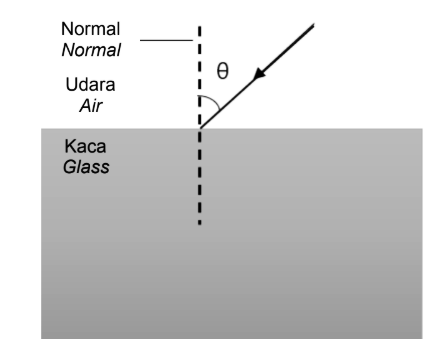 Normal
Normal
θ
Udara
Air
Kaca
Glass